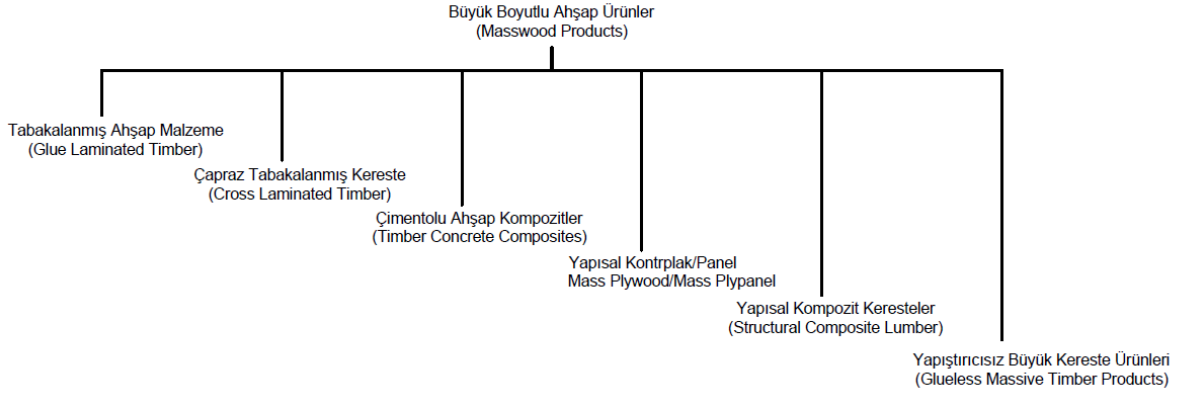 Büyük Boyutlu Ahşap Ürünler
(Masswood Products)
Tabakalanmış Ahşap Malzeme
(Glue Laminated Timber)
Çapraz Tabakalanmış Kereste
(Cross Laminated Timber)
Çimentolu Ahşap Kompozitler
(Timber Concrete Composites)
Yapısal Kontrplak/Panel
Mass Plywood/Mass Plypanel
Yapısal Kompozit Keresteler
(Structural Composite Lumber)
Yapıştırıcısız Büyük Kereste Ürünleri
(Glueless Massive Timber Products)